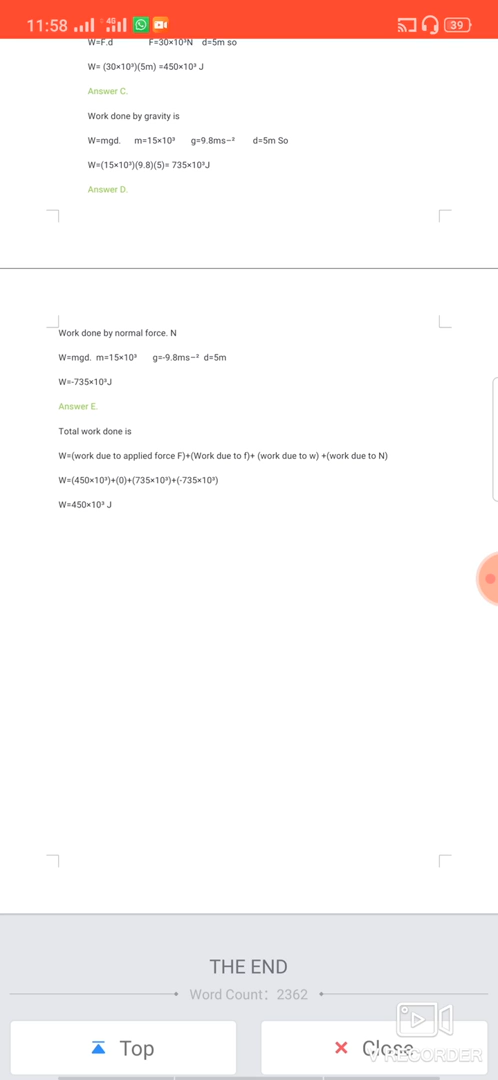 11:58 4G 39
W=F.d F=30×10³N d=5m so
W= (30×10³)(5m) =450×10³ J
Answer C.
Work done by gravity is
W=mgd. m=15×10³ g=9.8ms−² d=5m So
W=(15×10³)(9.8)(5)= 735×10³J
Answer D.
Work done by normal force. N
W=mgd. m=15×10³ g=-9.8ms−² d=5m
W=-735×10³J
Answer E.
Total work done is
W=(work due to applied force F)+(Work due to f)+ (work due to w) +(work due to N)
W=(450×10³)+(0)+(735×10³)+(-735×10³)
W=450×10³ J
THE END
Word Count: 2362
Top
Close
V RECORDER